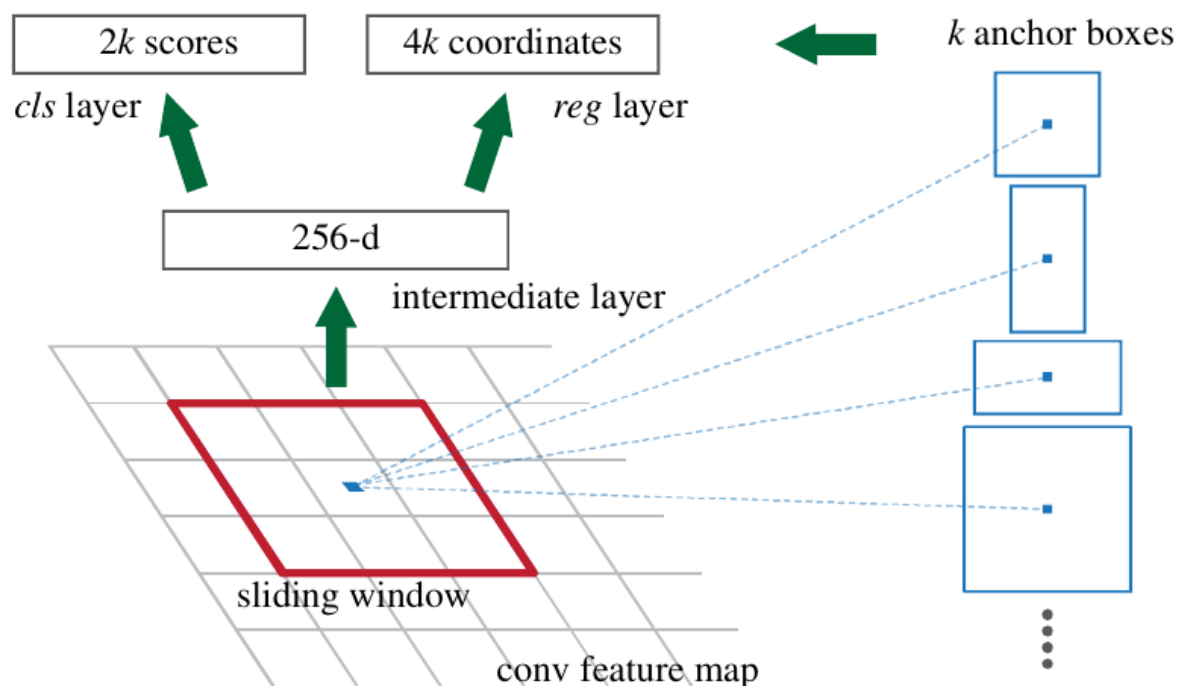 2k scores
4k coordinates
k anchor boxes
cls layer
reg layer
256-d
intermediate layer
sliding window
conv feature map